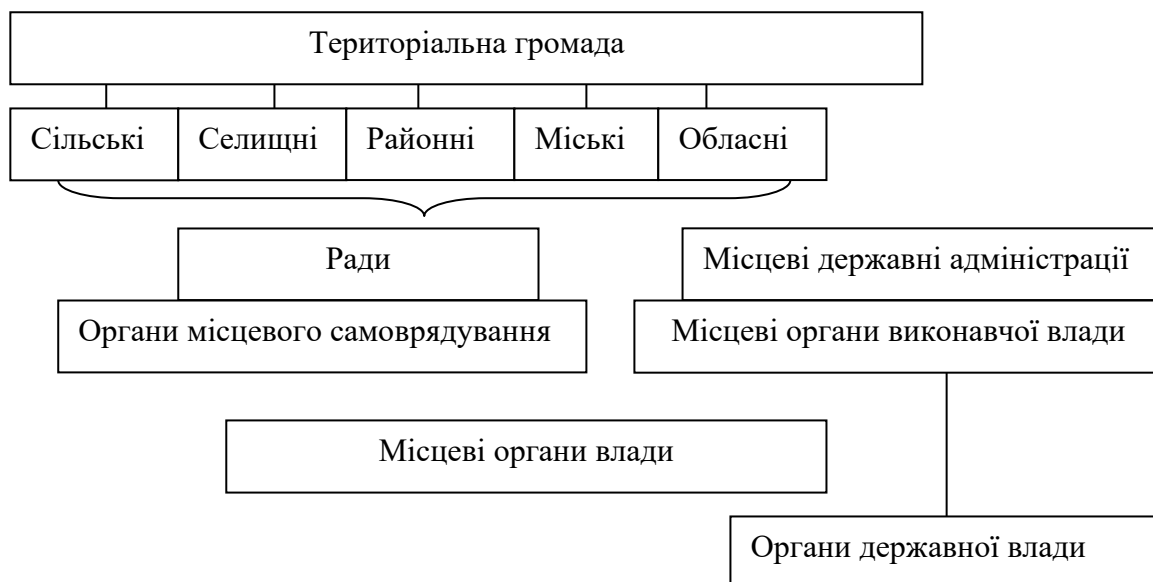 Територіальна громада
Сільські Селищні Районні Міські Обласні
Ради
Місцеві державні адміністрації
Органи місцевого самоврядування
Місцеві органи виконавчої влади
Місцеві органи влади
Органи державної влади